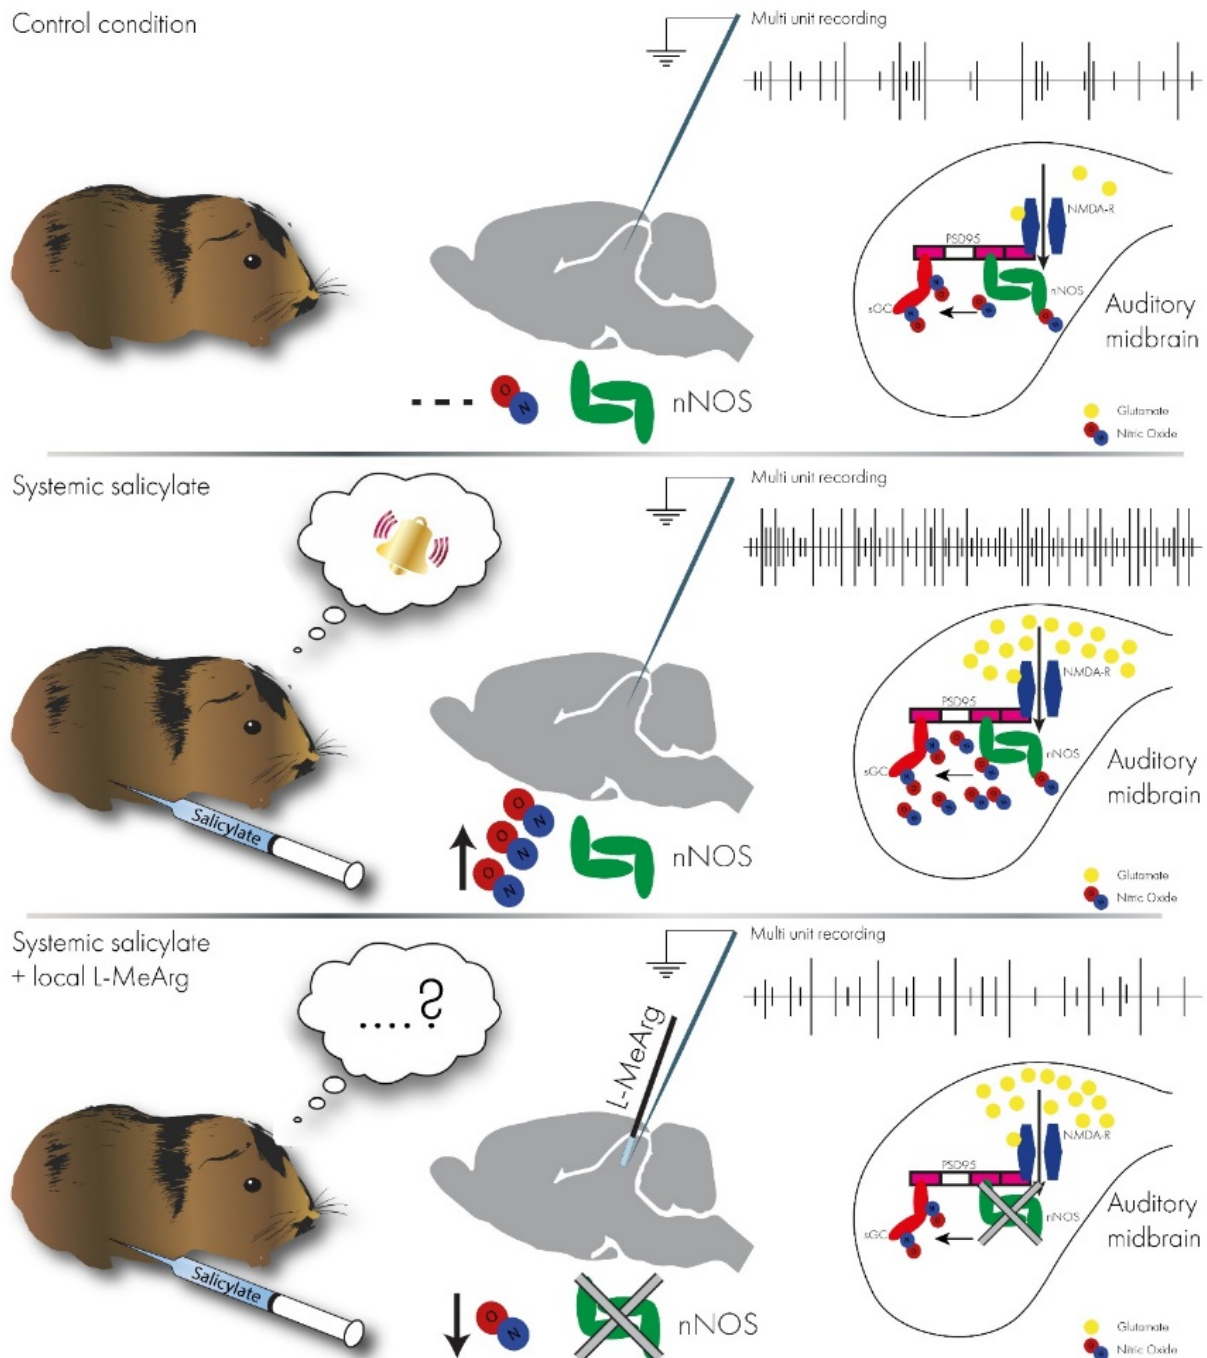 Control condition
Multi unit recording
NMDA-R
PSD95
nNOS
sGC
N
O
N
O
O
N
N
O
O
N
Auditory
midbrain
O
N
nNOS
Glutamate
O
N
Nitric Oxide
Systemic salicylate
Multi unit recording
NMDA-R
PSD95
nNOS
sGC
Auditory
midbrain
Salicylate
O
N
O
N
O
N
nNOS
Glutamate
O
N
Nitric Oxide
Systemic salicylate
+ local L-MeArg
Multi unit recording
.... ?
L-MeArg
NMDA-R
PSD95
nNOS
sGC
N
O
N
O
Auditory
midbrain
Salicylate
O
N
nNOS
Glutamate
O
N
Nitric Oxide